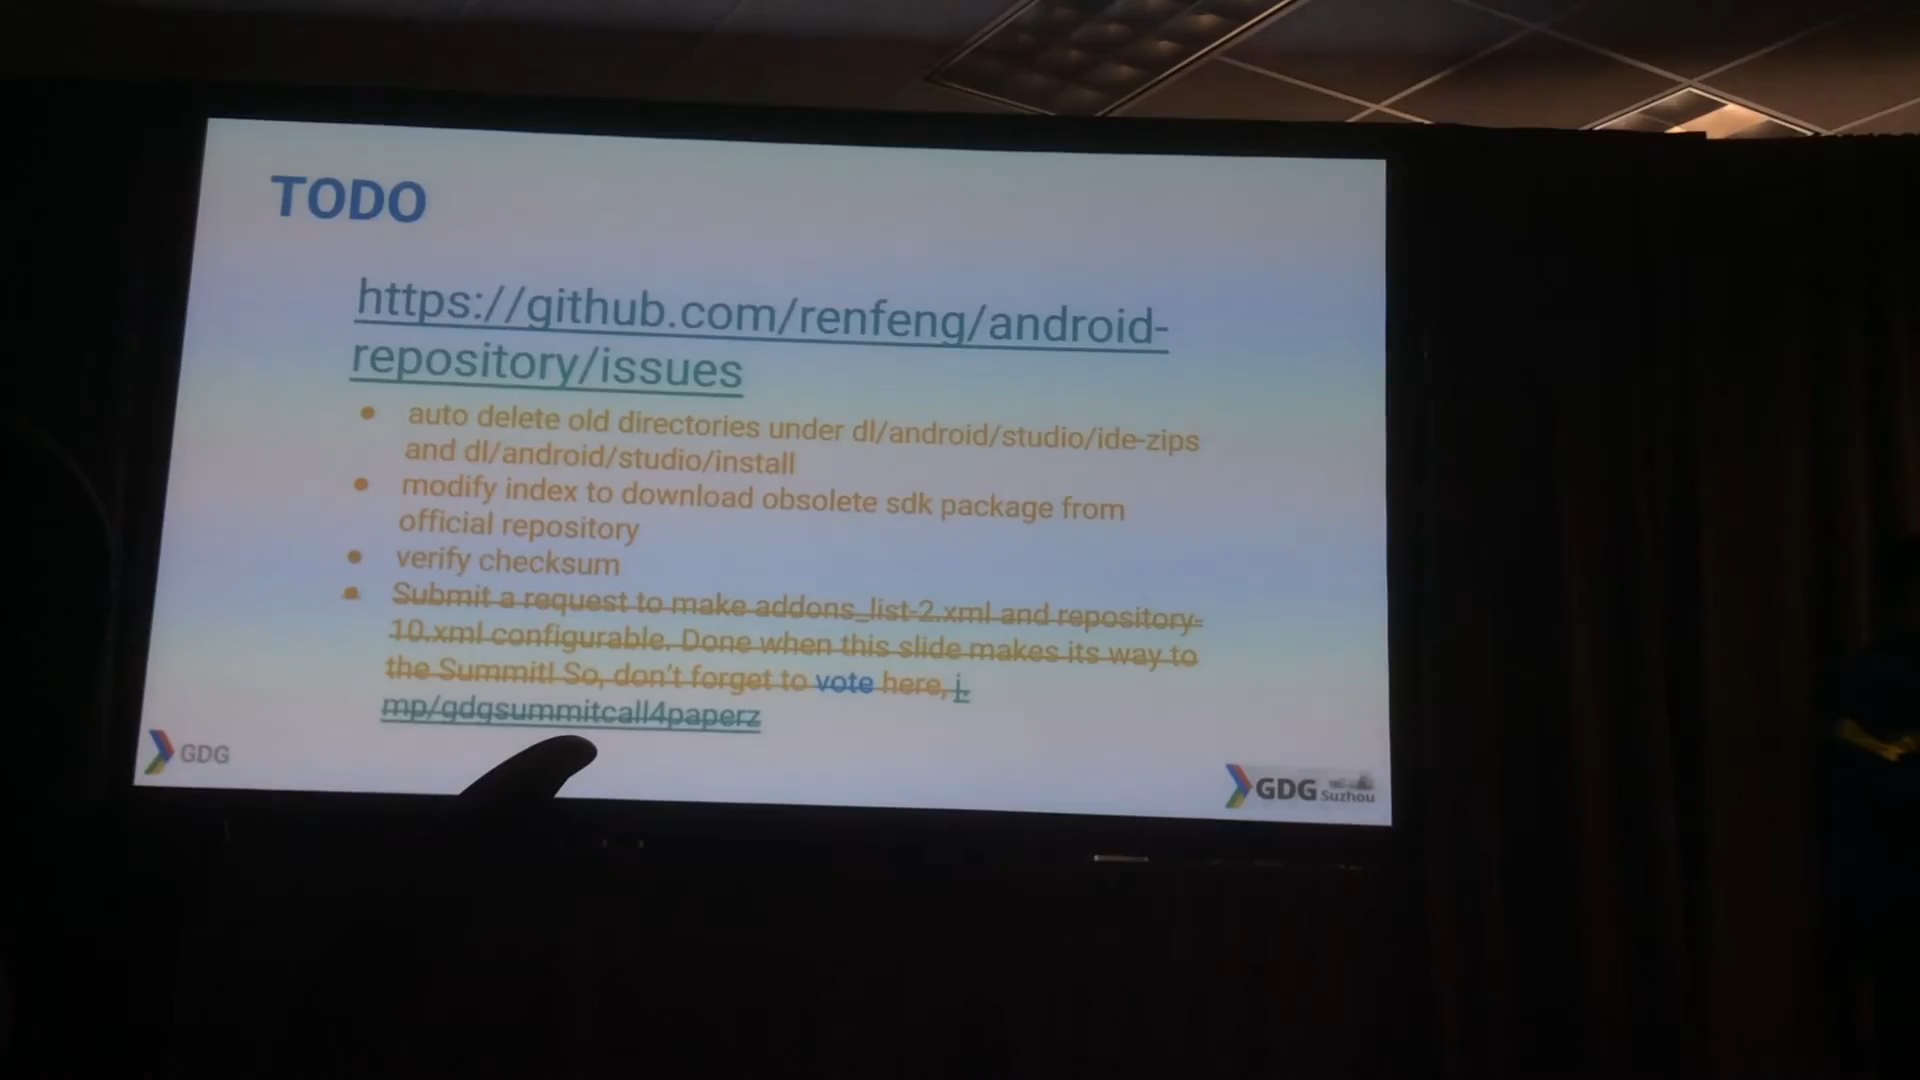 TODO
https://github.com/renfeng/android-
repository/issues
● auto delete old directories under dl/android/studio/ide-zips
and dl/android/studio/install
● modify index to download obsolete sdk package from
official repository
● verify checksum
● Submit a request to make addons_list-2.xml and repository-
10.xml configurable. Done when this slide makes its way to
the Summit! So, don't forget to vote here, j.
mp/gdgsummitcall4paperz
GDG
GDG Suzhou